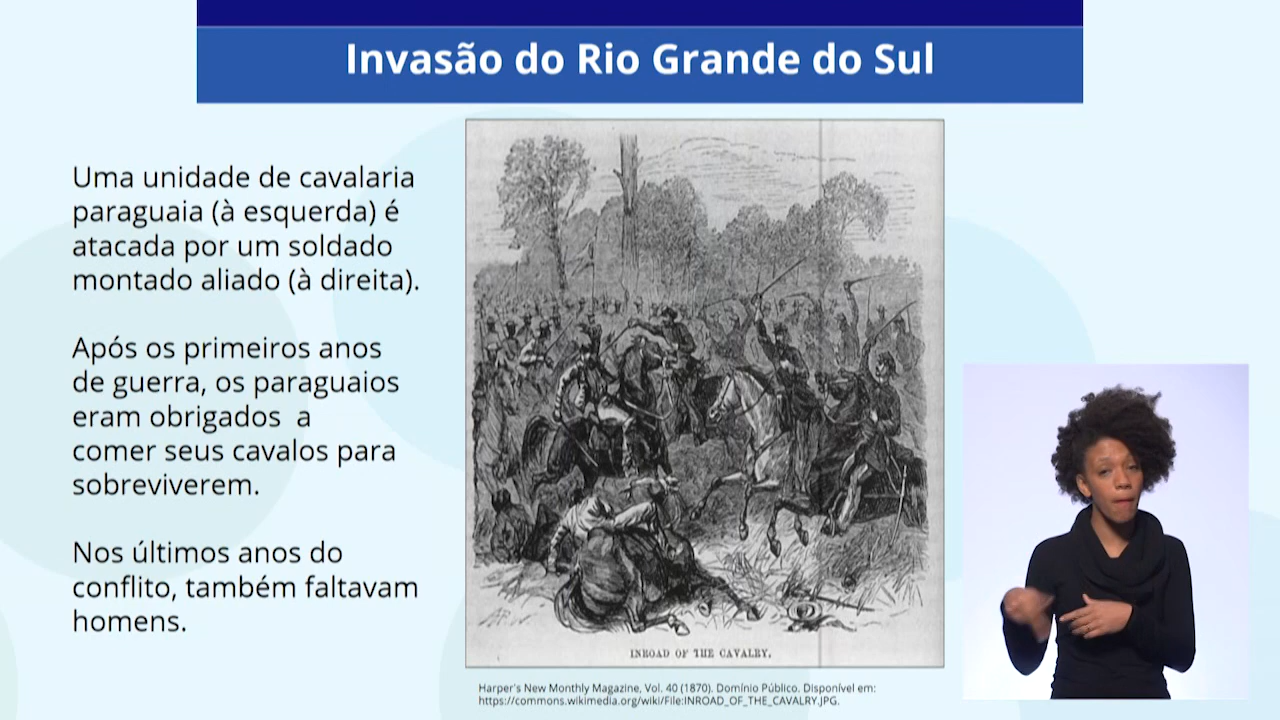 Invasão do Rio Grande do Sul
Uma unidade de cavalaria
paraguaia (à esquerda) é
atacada por um soldado
montado aliado (à direita).
Após os primeiros anos
de guerra, os paraguaios
eram obrigados  a
comer seus cavalos para
sobreviverem.
Nos últimos anos do
conflito, também faltavam
homens.
INROAD OF THE CAVALRY.
Harper's New Monthly Magazine, Vol. 40 (1870). Domínio Público. Disponível em:
https://commons.wikimedia.org/wiki/File:INROAD_OF_THE_CAVALRY.JPG.